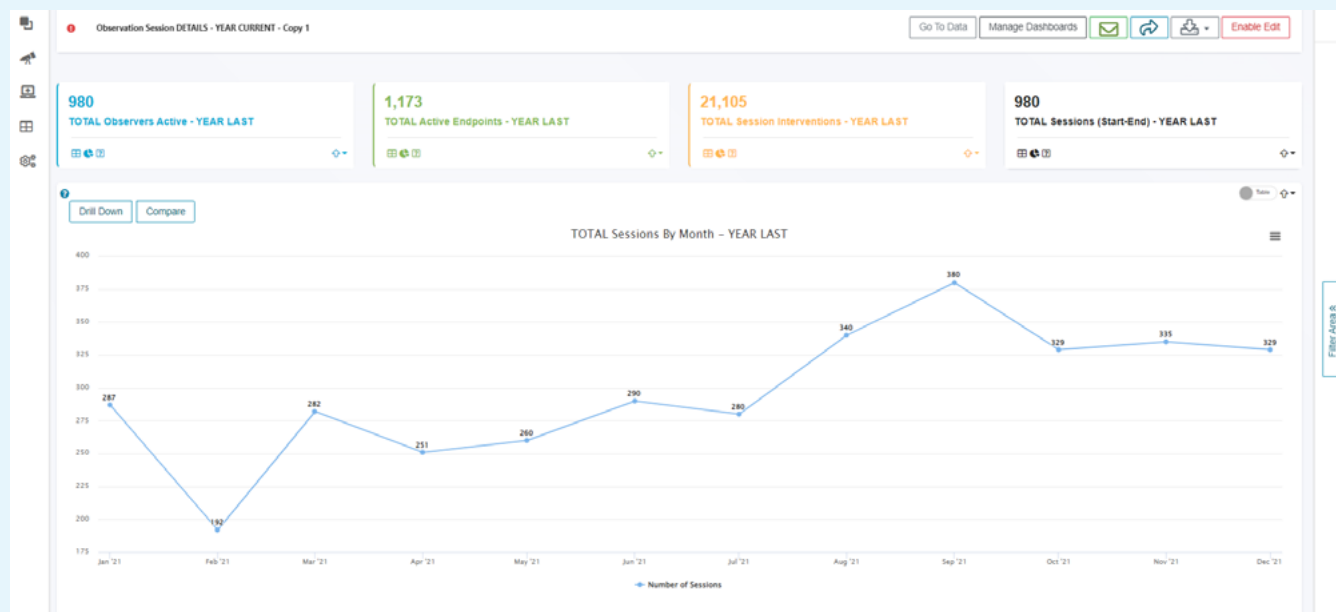 Observation Session DETAILS - YEAR CURRENT - Copy 1
Go To Data
Manage Dashboards
Enable Edit
980
TOTAL Observers Active - YEAR LAST
1,173
TOTAL Active Endpoints - YEAR LAST
21,105
TOTAL Session Interventions - YEAR LAST
980
TOTAL Sessions (Start-End) - YEAR LAST
Drill Down
Compare
Table
TOTAL Sessions By Month – YEAR LAST
400
375
350
325
300
275
250
225
200
175
287
192
282
251
260
290
280
340
380
329
335
329
Jan '21
Feb '21
Mar '21
Apr '21
May '21
Jun '21
Jul '21
Aug '21
Sep '21
Oct '21
Nov '21
Dec '21
Number of Sessions
Filter Area